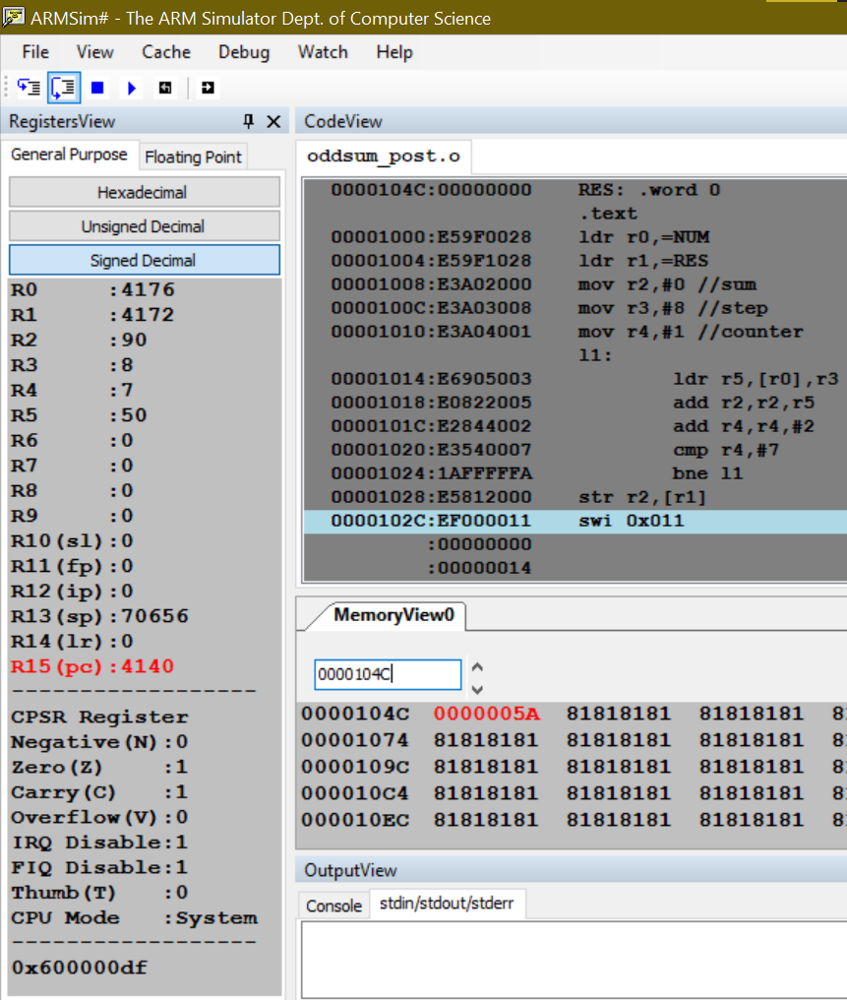 ARMSim# - The ARM Simulator Dept. of Computer Science
File View Cache Debug Watch Help
RegistersView
General Purpose Floating Point
Hexadecimal
Unsigned Decimal
Signed Decimal
R0 :4176
R1 :4172
R2 :90
R3 :8
R4 :7
R5 :50
R6 :0
R7 :0
R8 :0
R9 :0
R10(sl):0
R11(fp):0
R12(ip):0
R13(sp):70656
R14(lr):0
R15(pc):4140
-------------------
CPSR Register
Negative(N):0
Zero(Z) :1
Carry(C) :1
Overflow(V):0
IRQ Disable:1
FIQ Disable:1
Thumb(T) :0
CPU Mode :System
-------------------
0x600000df
CodeView
oddsum_post.o
0000104C:00000000 RES: .word 0
.text
00001000:E59F0028 ldr r0,=NUM
00001004:E59F1028 ldr r1,=RES
00001008:E3A02000 mov r2,#0 //sum
0000100C:E3A03008 mov r3,#8 //step
00001010:E3A04001 mov r4,#1 //counter
l1:
00001014:E6905003 ldr r5,[r0],r3
00001018:E0822005 add r2,r2,r5
0000101C:E2844002 add r4,r4,#2
00001020:E3540007 cmp r4,#7
00001024:1AFFFFFA bne l1
00001028:E5812000 str r2,[r1]
0000102C:EF000011 swi 0x011
:00000000
:00000014
MemoryView0
0000104C
0000104C 0000005A 81818181 81818181 8
00001074 81818181 81818181 81818181 8
0000109C 81818181 81818181 81818181 8
000010C4 81818181 81818181 81818181 8
000010EC 81818181 81818181 81818181 8
OutputView
Console stdin/stdout/stderr